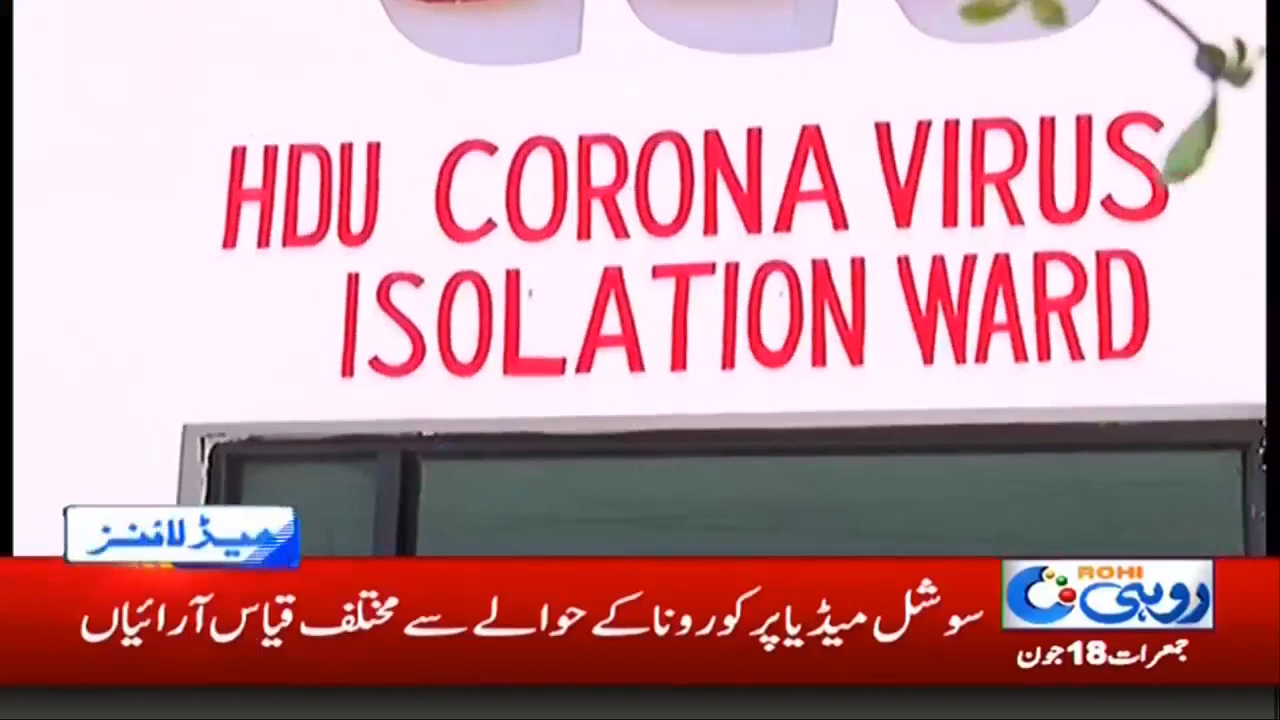 HDU CORONA VIRUS
ISOLATION WARD
ہیڈ لائنز
سوشل میڈیا پر کورونا کے حوالے سے مختلف قیاس آرائیاں
ROHI
روہی
جمعرات 18 جون